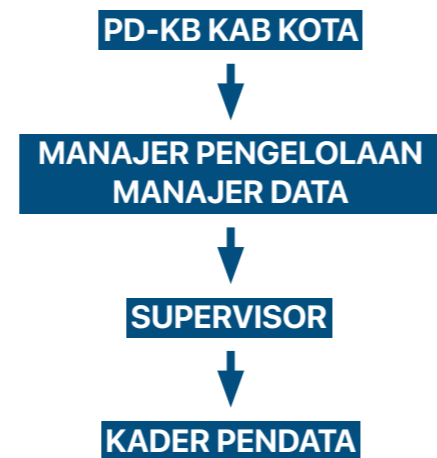 PD-KB KAB KOTA
MANAJER PENGELOLAAN
MANAJER DATA
SUPERVISOR
KADER PENDATA